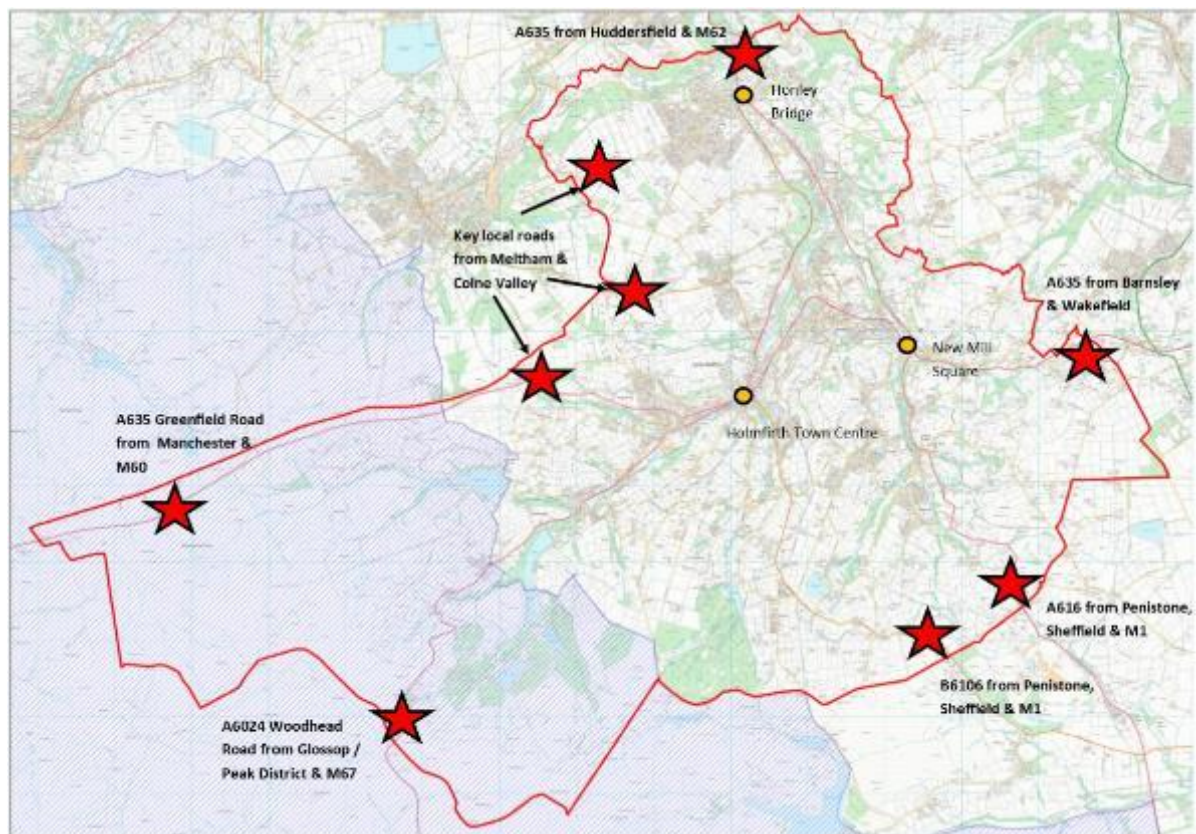 A635 from Huddersfield & M62
Honley
Bridge
Key local roads
from Meltham &
Colne Valley
A635 from Barnsley
& Wakefield
New Mill
Square
A635 Greenfield Road
from Manchester &
M60
Holmfirth Town Centre
A616 from Penistone,
Sheffield & M1
B6106 from Penistone,
Sheffield & M1
A6024 Woodhead
Road from Glossop /
Peak District & M67